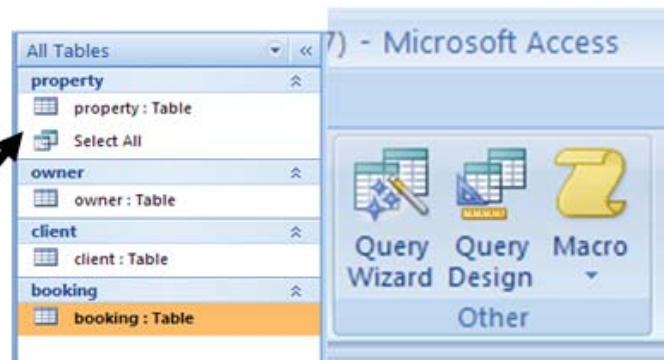 All Tables
property
property : Table
Select All
owner
owner : Table
client
client : Table
booking
booking : Table
7) - Microsoft Access
Query Wizard
Query Design
Macro
Other